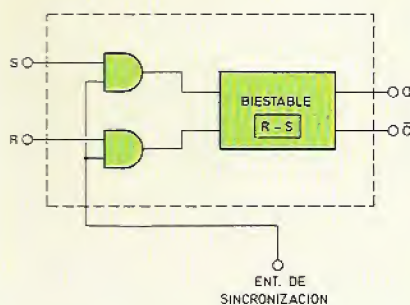 S
BIESTABLE
R - S
Q
Q̄
R
ENT. DE
SINCRONIZACION